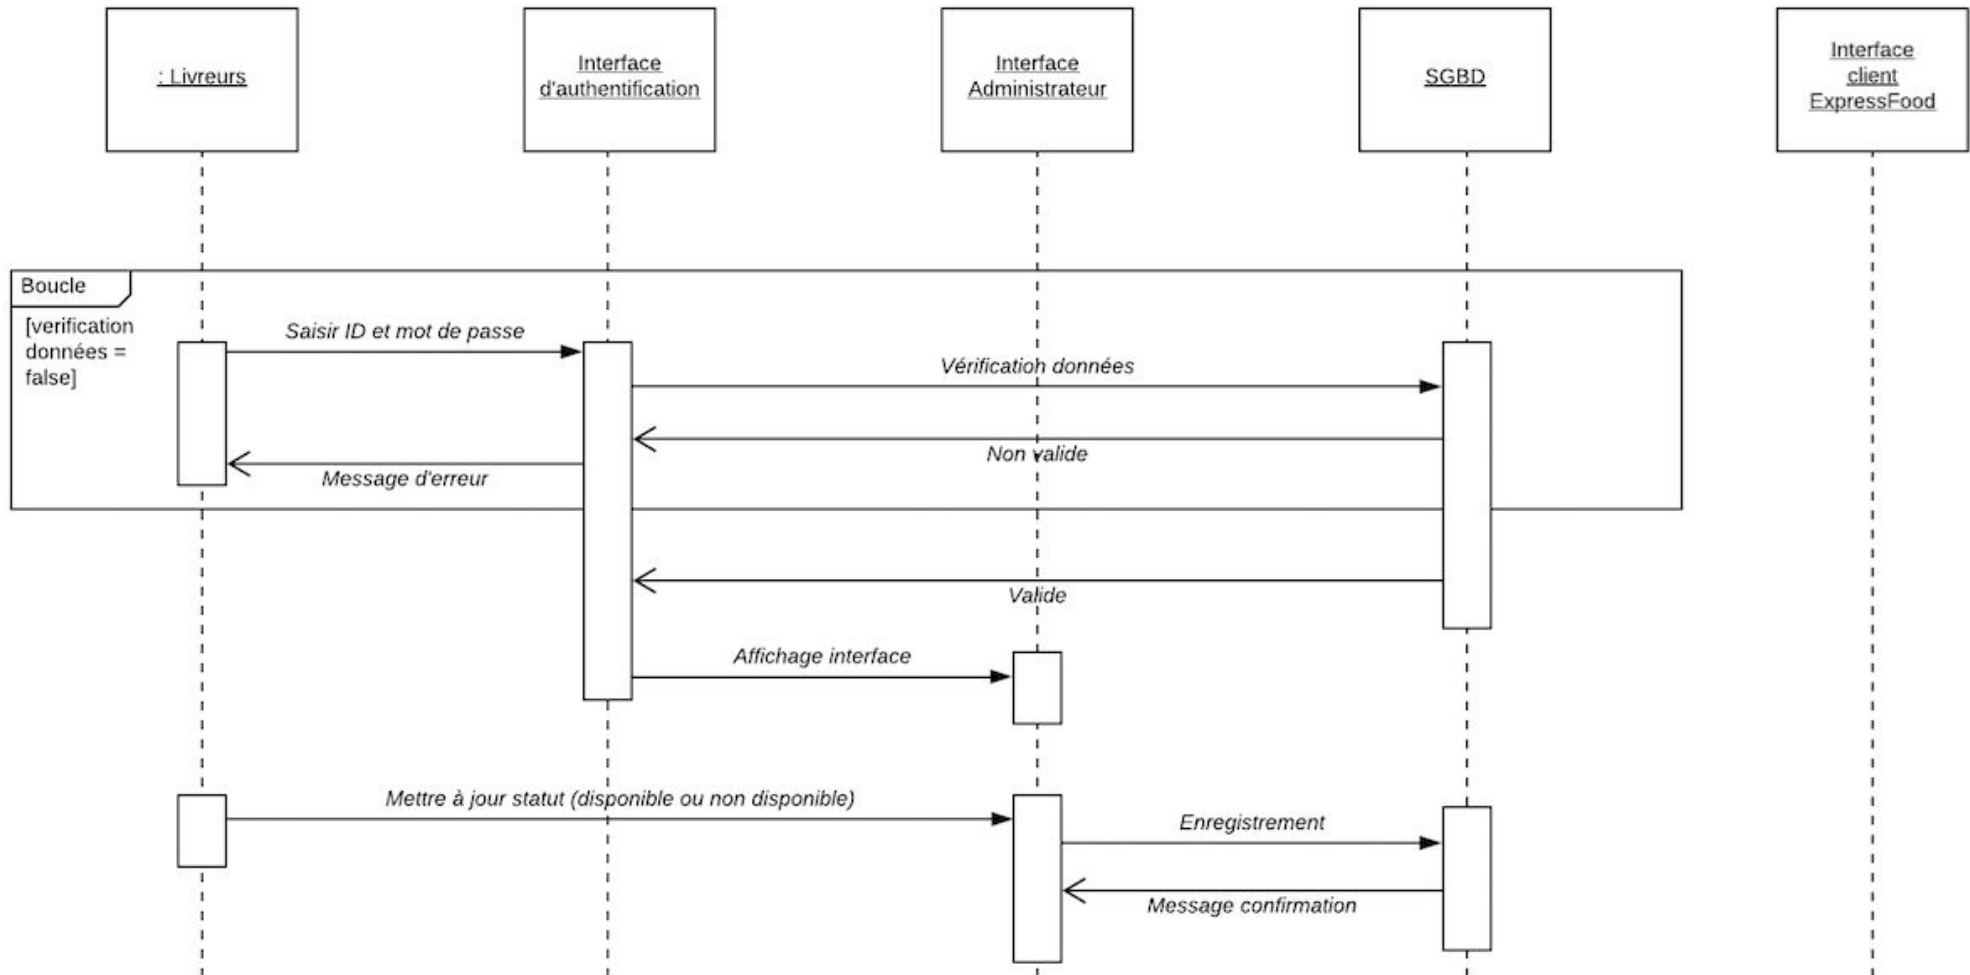 : Livreurs
Interface
d'authentification
Interface
Administrateur
SGBD
Interface
client
ExpressFood
Boucle
[verification
données =
false]
Saisir ID et mot de passe
Vérification données
Non valide
Message d'erreur
Valide
Affichage interface
Mettre à jour statut (disponible ou non disponible)
Enregistrement
Message confirmation